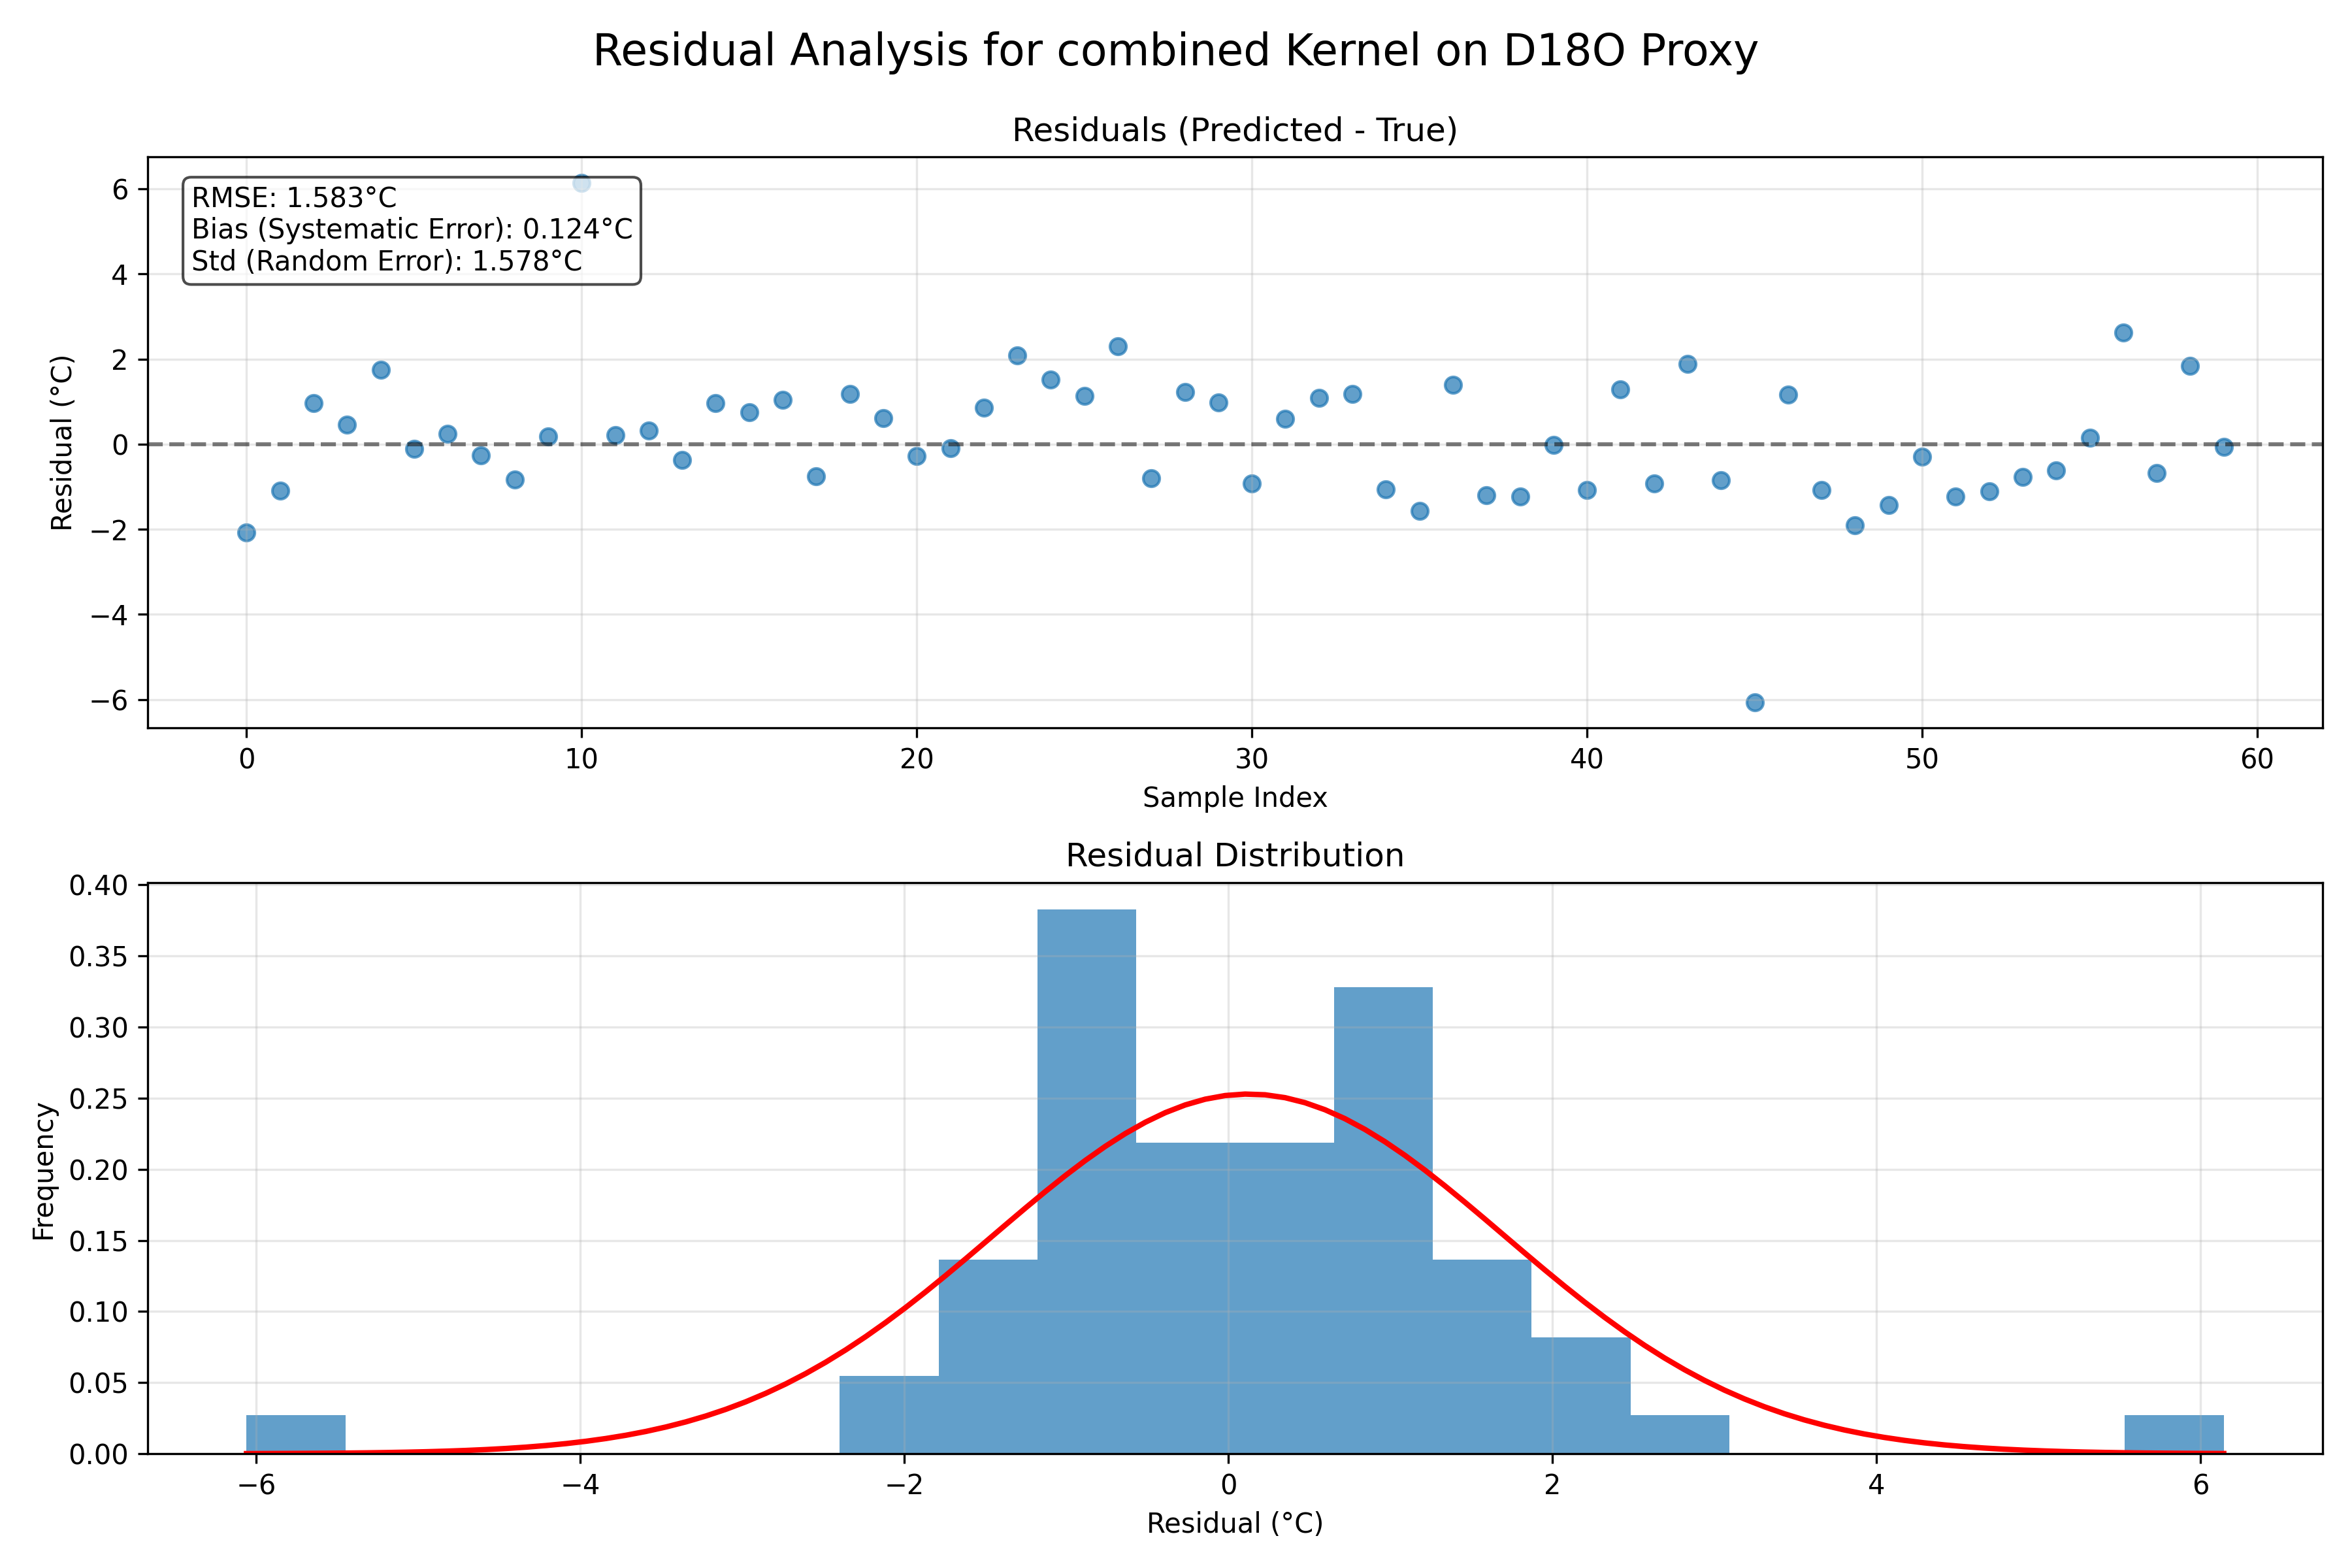 Residual Analysis for combined Kernel on D18O Proxy
Residuals (Predicted - True)
RMSE: 1.583°C
Bias (Systematic Error): 0.124°C
Std (Random Error): 1.578°C
Residual (°C)
6
4
2
0
−2
−4
−6
0 10 20 30 40 50 60
Sample Index
Residual Distribution
Frequency
0.40
0.35
0.30
0.25
0.20
0.15
0.10
0.05
0.00
−6 −4 −2 0 2 4 6
Residual (°C)